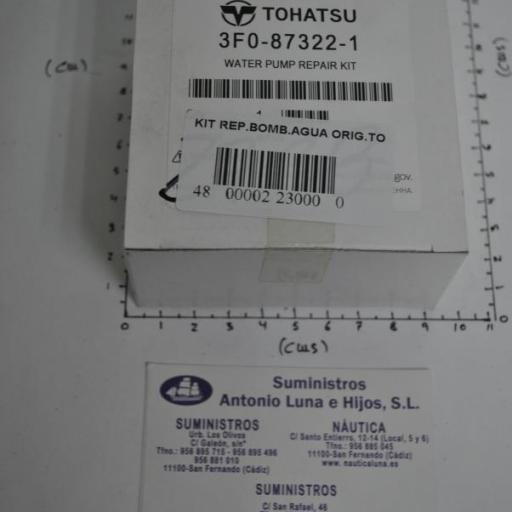 TOHATSU
3F0-87322-1
WATER PUMP REPAIR KIT
KIT REP.BOMB.AGUA ORIG.TO
gov.
48 00002 23000 0
(cms)
(cms)
(cms)
0 1 2 3 4 5 6 7 8 9 10 11
Suministros
Antonio Luna e Hijos, S.L.
SUMINISTROS
Urb. Los Olivos
C/ Galeón, s/n°
Tfno.: 956 895 715 - 956 895 496
956 881 010
11100-San Fernando (Cádiz)
NÁUTICA
C/ Santo Entierro, 12-14 (Local, 5 y 6)
Tfno.: 956 885 045
11100-San Fernando (Cádiz)
www.nauticaluna.es
SUMINISTROS
C/ San Rafael, 46